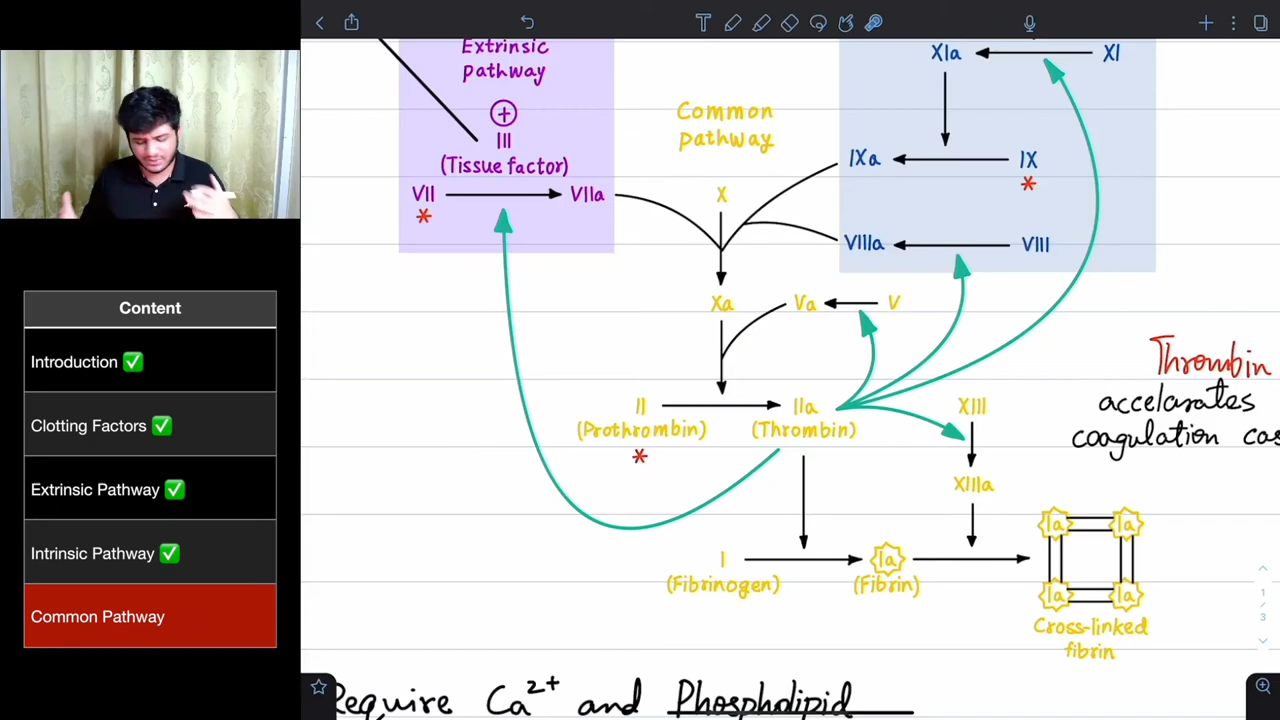 Content
Introduction ✅
Clotting Factors ✅
Extrinsic Pathway ✅
Intrinsic Pathway ✅
Common Pathway
T
Extrinsic
pathway
+
III
(Tissue factor)
VII
VIIa
*
Common
pathway
X
XIa
XI
IXa
IX
*
VIIIa
VIII
Xa
Va
V
II
(Prothrombin)
*
IIa
(Thrombin)
XIII
XIIIa
I
(Fibrinogen)
Ia
(Fibrin)
Ia
Ia
Ia
Ia
Cross-linked
fibrin
Thrombin
accelarates
coagulation cas
Require Ca2+ and Phospholipid
1
/
3